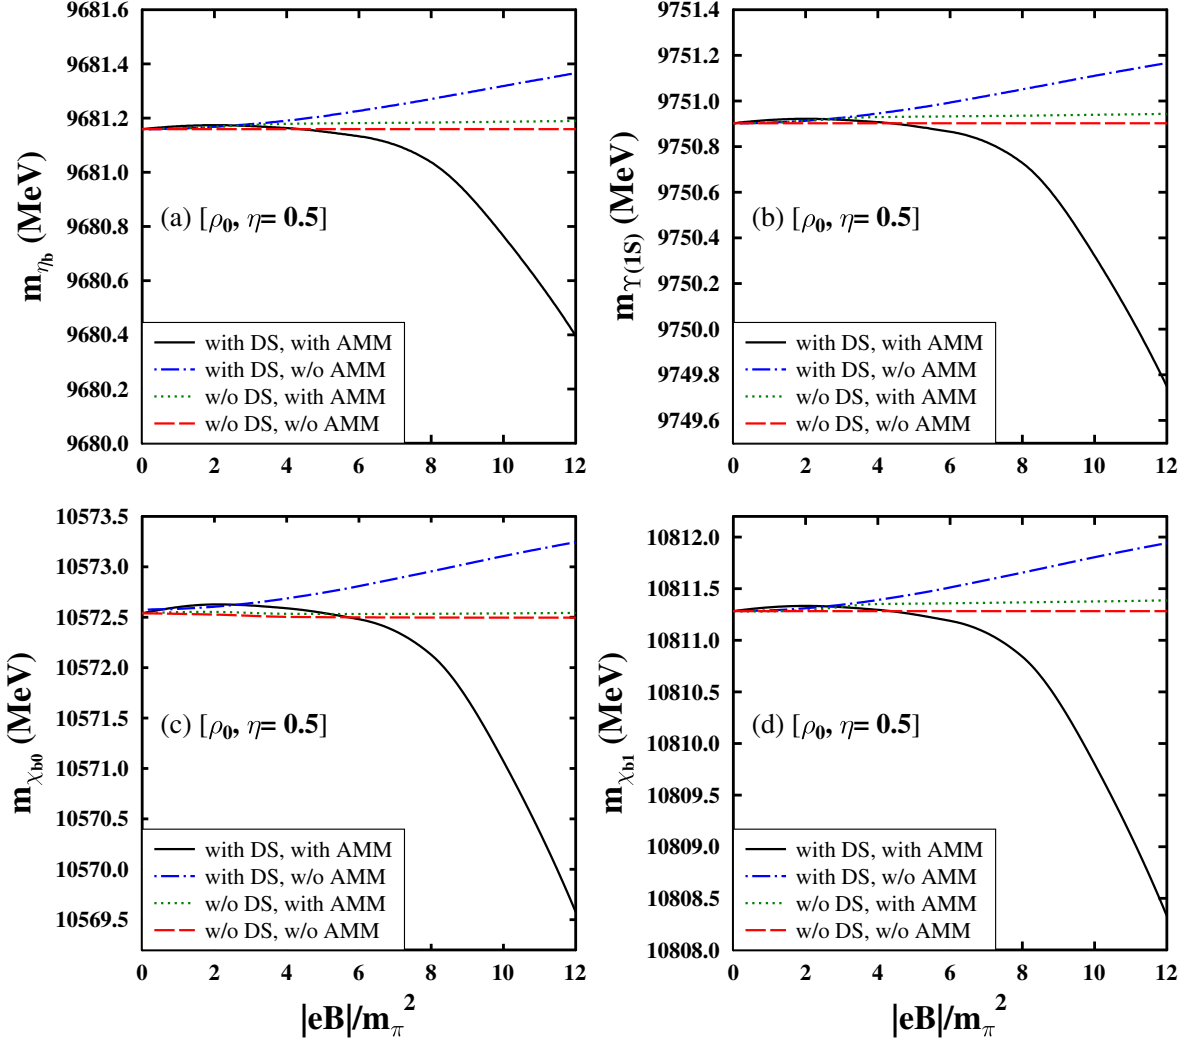 9681.6
9681.4
9681.2
9681.0
9680.8
9680.6
9680.4
9680.2
9680.0
m_ηb (MeV)
(a) [ρ0, η= 0.5]
with DS, with AMM
with DS, w/o AMM
w/o DS, with AMM
w/o DS, w/o AMM
0 2 4 6 8 10 12
9751.4
9751.2
9751.0
9750.8
9750.6
9750.4
9750.2
9750.0
9749.8
9749.6
m_Υ(1S) (MeV)
(b) [ρ0, η= 0.5]
with DS, with AMM
with DS, w/o AMM
w/o DS, with AMM
w/o DS, w/o AMM
0 2 4 6 8 10 12
10573.5
10573.0
10572.5
10572.0
10571.5
10571.0
10570.5
10570.0
10569.5
m_χb0 (MeV)
(c) [ρ0, η= 0.5]
with DS, with AMM
with DS, w/o AMM
w/o DS, with AMM
w/o DS, w/o AMM
0 2 4 6 8 10 12
|eB|/m_π^2
10812.0
10811.5
10811.0
10810.5
10810.0
10809.5
10809.0
10808.5
10808.0
m_χb1 (MeV)
(d) [ρ0, η= 0.5]
with DS, with AMM
with DS, w/o AMM
w/o DS, with AMM
w/o DS, w/o AMM
0 2 4 6 8 10 12
|eB|/m_π^2